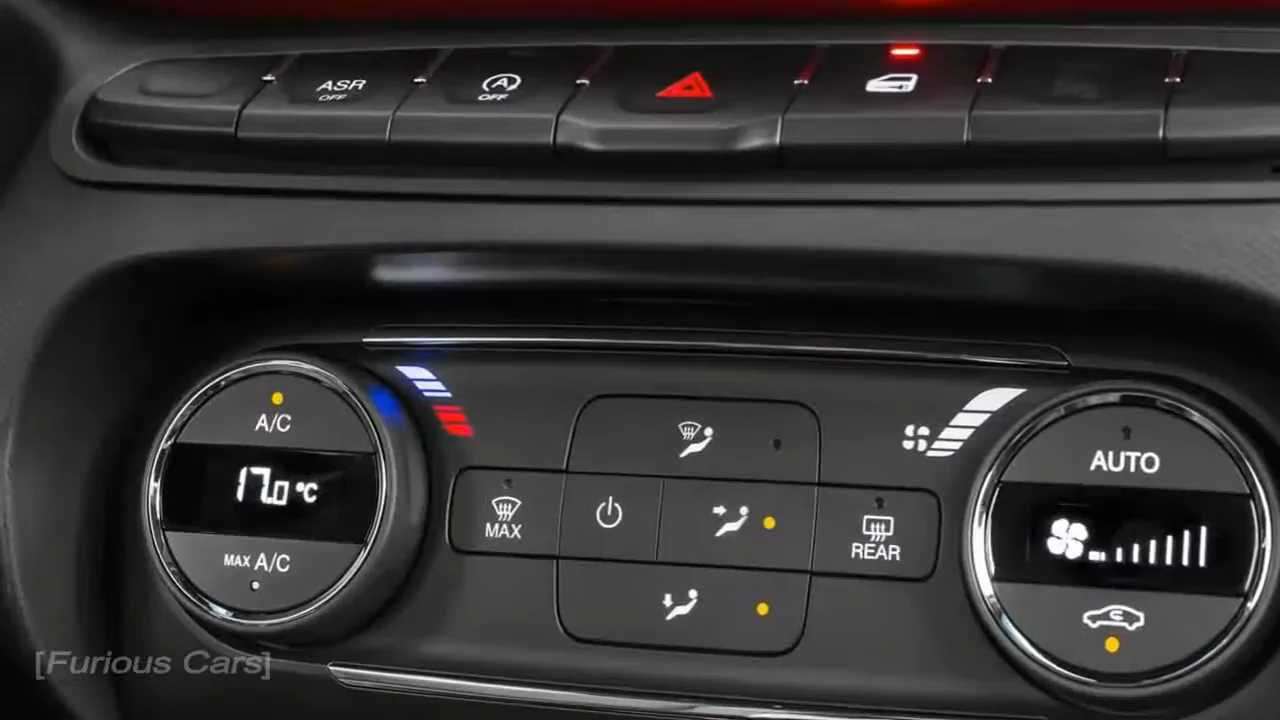 ASR
OFF
A
OFF
A/C
17.0 °C
MAX A/C
MAX
REAR
AUTO
[Furious Cars]